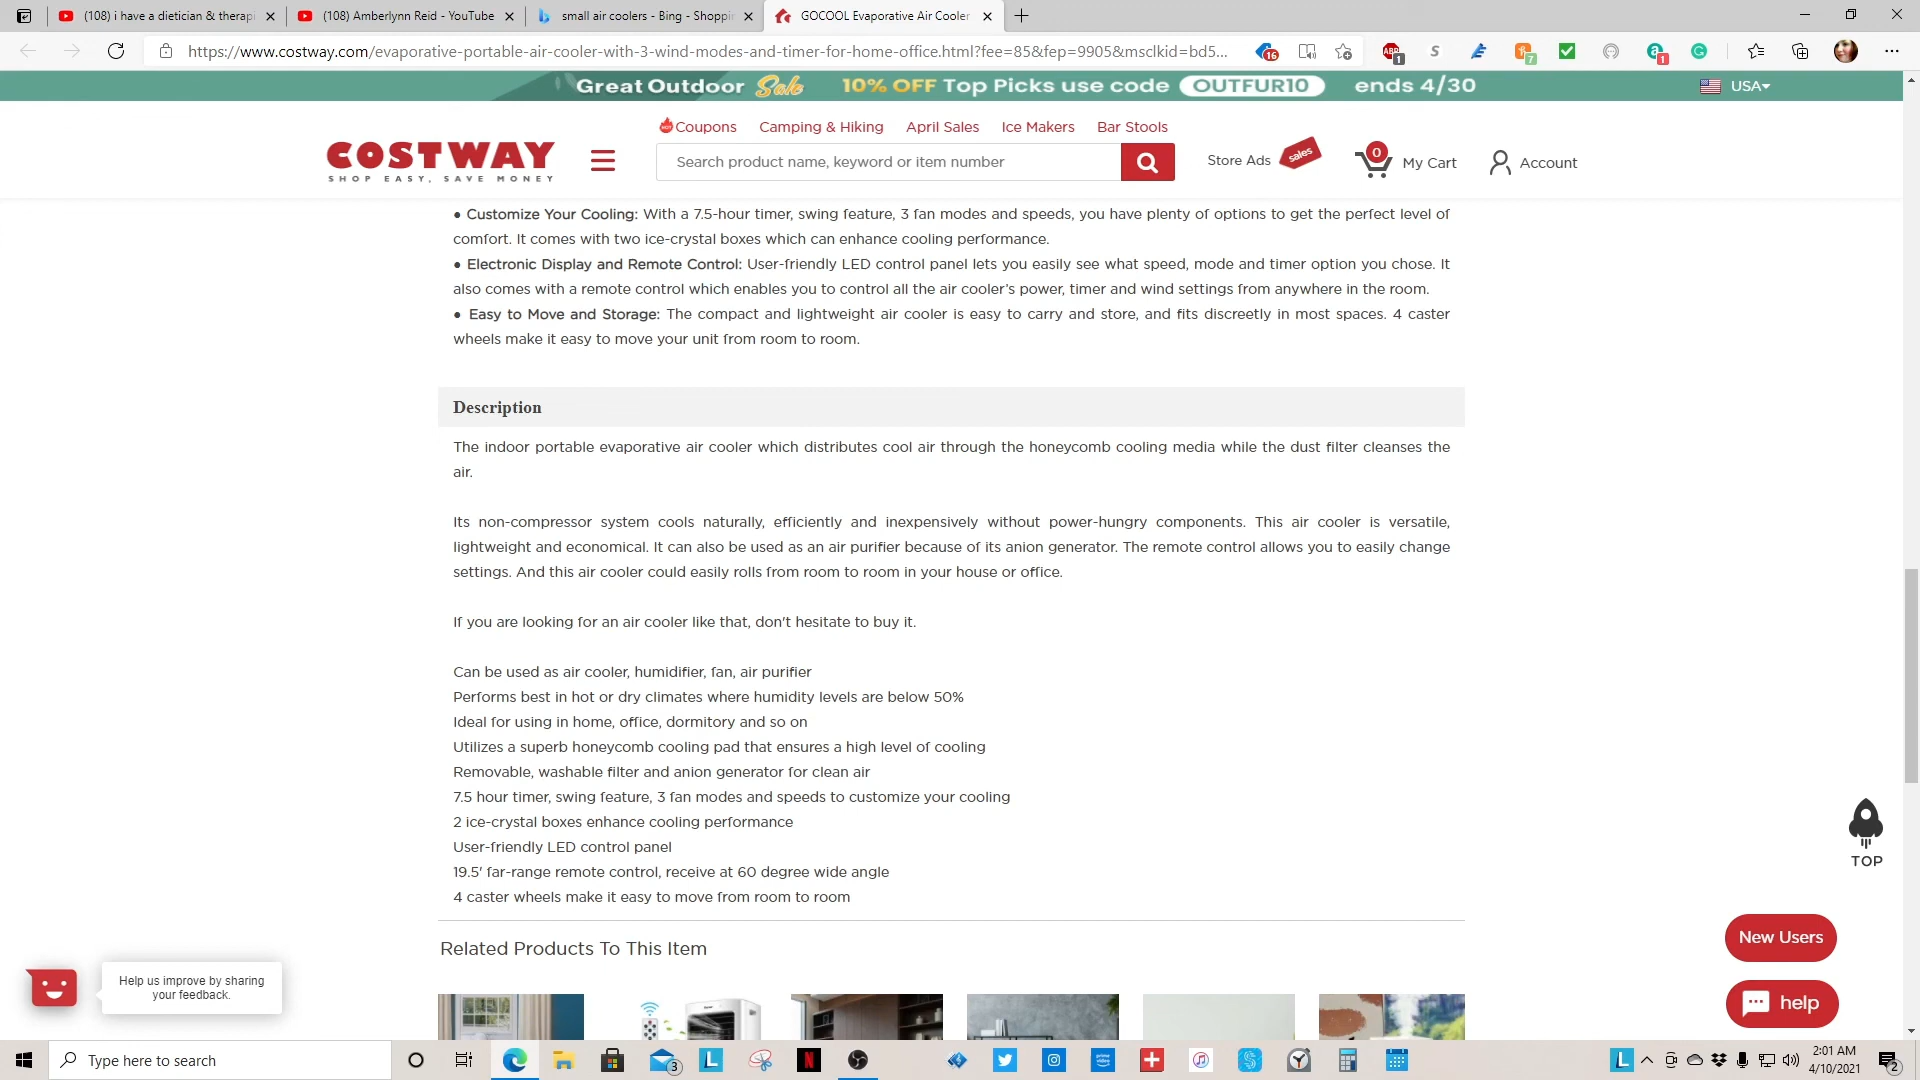 (108) i have a dietician & therapi
(108) Amberlynn Reid - YouTube
small air coolers - Bing - Shoppin
GOCOOL Evaporative Air Cooler
https://www.costway.com/evaporative-portable-air-cooler-with-3-wind-modes-and-timer-for-home-office.html?fee=85&fep=9905&msclkid=bd5...
16
ABP
1
S
7
a
1
G
Great Outdoor Sale 10% OFF Top Picks use code OUTFUR10 ends 4/30
USA
Coupons Camping & Hiking April Sales Ice Makers Bar Stools
COSTWAY
SHOP EASY, SAVE MONEY
Search product name, keyword or item number
Store Ads sales
0 My Cart
Account
● Customize Your Cooling: With a 7.5-hour timer, swing feature, 3 fan modes and speeds, you have plenty of options to get the perfect level of
comfort. It comes with two ice-crystal boxes which can enhance cooling performance.
● Electronic Display and Remote Control: User-friendly LED control panel lets you easily see what speed, mode and timer option you chose. It
also comes with a remote control which enables you to control all the air cooler's power, timer and wind settings from anywhere in the room.
● Easy to Move and Storage: The compact and lightweight air cooler is easy to carry and store, and fits discreetly in most spaces. 4 caster
wheels make it easy to move your unit from room to room.
Description
The indoor portable evaporative air cooler which distributes cool air through the honeycomb cooling media while the dust filter cleanses the
air.
Its non-compressor system cools naturally, efficiently and inexpensively without power-hungry components. This air cooler is versatile,
lightweight and economical. It can also be used as an air purifier because of its anion generator. The remote control allows you to easily change
settings. And this air cooler could easily rolls from room to room in your house or office.
If you are looking for an air cooler like that, don't hesitate to buy it.
Can be used as air cooler, humidifier, fan, air purifier
Performs best in hot or dry climates where humidity levels are below 50%
Ideal for using in home, office, dormitory and so on
Utilizes a superb honeycomb cooling pad that ensures a high level of cooling
Removable, washable filter and anion generator for clean air
7.5 hour timer, swing feature, 3 fan modes and speeds to customize your cooling
2 ice-crystal boxes enhance cooling performance
User-friendly LED control panel
19.5' far-range remote control, receive at 60 degree wide angle
4 caster wheels make it easy to move from room to room
TOP
New Users
Related Products To This Item
Help us improve by sharing
your feedback.
help
Type here to search
3
L
N
prime
video
L
2:01 AM
4/10/2021
2